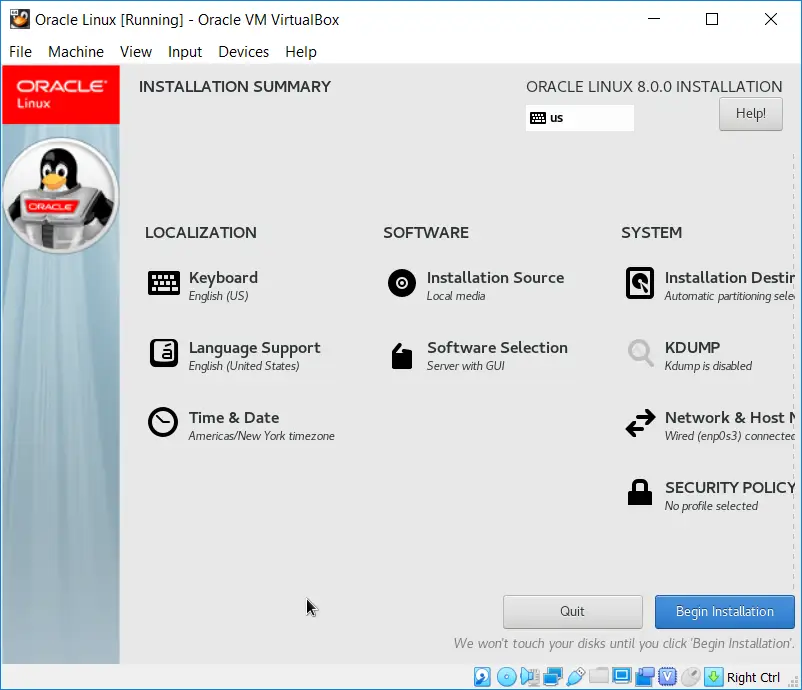 Oracle Linux [Running] - Oracle VM VirtualBox
File Machine View Input Devices Help
ORACLE
Linux
INSTALLATION SUMMARY
ORACLE LINUX 8.0.0 INSTALLATION
us
Help!
ORACLE
LOCALIZATION
Keyboard
English (US)
Language Support
English (United States)
Time & Date
Americas/New York timezone
SOFTWARE
Installation Source
Local media
Software Selection
Server with GUI
SYSTEM
Installation Destin
Automatic partitioning sele
KDUMP
Kdump is disabled
Network & Host N
Wired (enp0s3) connected
SECURITY POLICY
No profile selected
Quit
Begin Installation
We won't touch your disks until you click 'Begin Installation'.
Right Ctrl